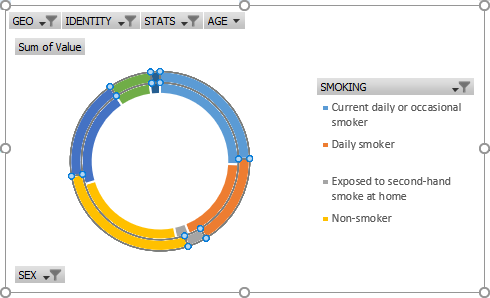 GEO IDENTITY STATS AGE
Sum of Value
SMOKING
Current daily or occasional
smoker
Daily smoker
Exposed to second-hand
smoke at home
Non-smoker
SEX